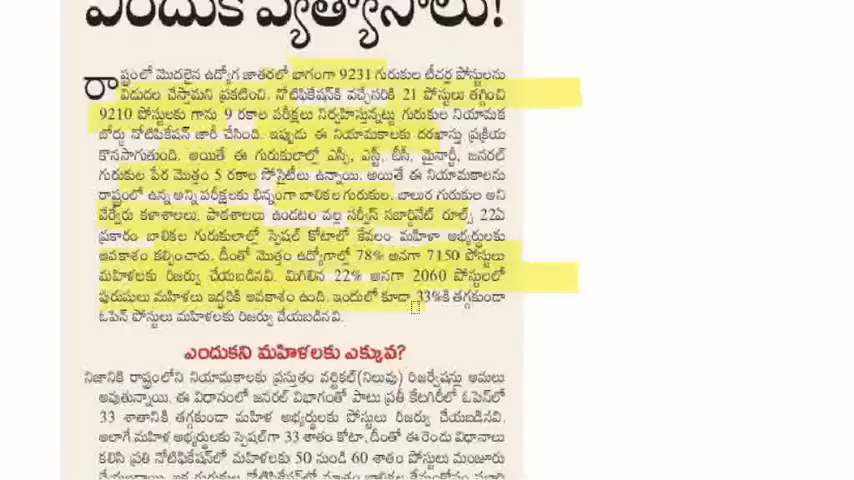 ఎందుకీ వ్యత్యాసాలు!
రాష్ట్రంలో మొదలైన ఉద్యోగ జాతరలో భాగంగా 9231 గురుకుల టీచర్ల పోస్టులను
విడుదల చేస్తామని ప్రకటించి. నోటిఫికేషన్‌కి వచ్చేసరికి 21 పోస్టులు తగ్గించి
9210 పోస్టులకు గాను 9 రకాల పరీక్షలు నిర్వహిస్తున్నట్టు గురుకుల నియామక
బోర్డు నోటిఫికేషన్ జారీ చేసింది. ఇప్పుడు ఈ నియామకాలకు దరఖాస్తు ప్రక్రియ
కొనసాగుతుంది. అయితే ఈ గురుకులాల్లో ఎస్సీ, ఎస్టీ, బీసీ, మైనార్టీ, జనరల్
గురుకుల పేర మొత్తం 5 రకాల సొసైటీలు ఉన్నాయి. అయితే ఈ నియామకాలను
రాష్ట్రంలో ఉన్న అన్ని పరీక్షలకు భిన్నంగా బాలికల గురుకుల. బాలుర గురుకుల అని
వేర్వేరు కళాశాలలు, పాఠశాలలు ఉండటం వల్ల సర్వీస్ సబార్డినేట్ రూల్స్ 22ఏ
ప్రకారం బాలికల గురుకులాల్లో స్పెషల్ కోటాలో కేవలం మహిళా అభ్యర్థులకు
అవకాశం కల్పించారు. దీంతో మొత్తం ఉద్యోగాల్లో 78% అనగా 7150 పోస్టులు
మహిళలకు రిజర్వు చేయబడినవి. మిగిలిన 22% అనగా 2060 పోస్టులలో
పురుషులు మహిళలు ఇద్దరికి అవకాశం ఉంది. ఇందులో కూడా 33%కి తగ్గకుండా
ఓపెన్ పోస్టులు మహిళలకు రిజర్వు చేయబడినవి.
ఎందుకని మహిళలకు ఎక్కువ?
నిజానికి రాష్ట్రంలోని నియామకాలకు ప్రస్తుతం వర్టికల్(నిలువు) రిజర్వేషన్లు అమలు
అవుతున్నాయి. ఈ విధానంలో జనరల్ విభాగంతో పాటు ప్రతీ కేటగిరీలో ఓపెన్‌లో
33 శాతానికి తగ్గకుండా మహిళ అభ్యర్థులకు పోస్టులు రిజర్వు చేయబడినవి.
అలాగే మహిళ అభ్యర్థులకు స్పెషల్‌గా 33 శాతం కోటా, దీంతో ఈ రెండు విధానాలు
కలిసి ప్రతి నోటిఫికేషన్‌లో మహిళలకు 50 నుండి 60 శాతం పోస్టులు మంజూరు